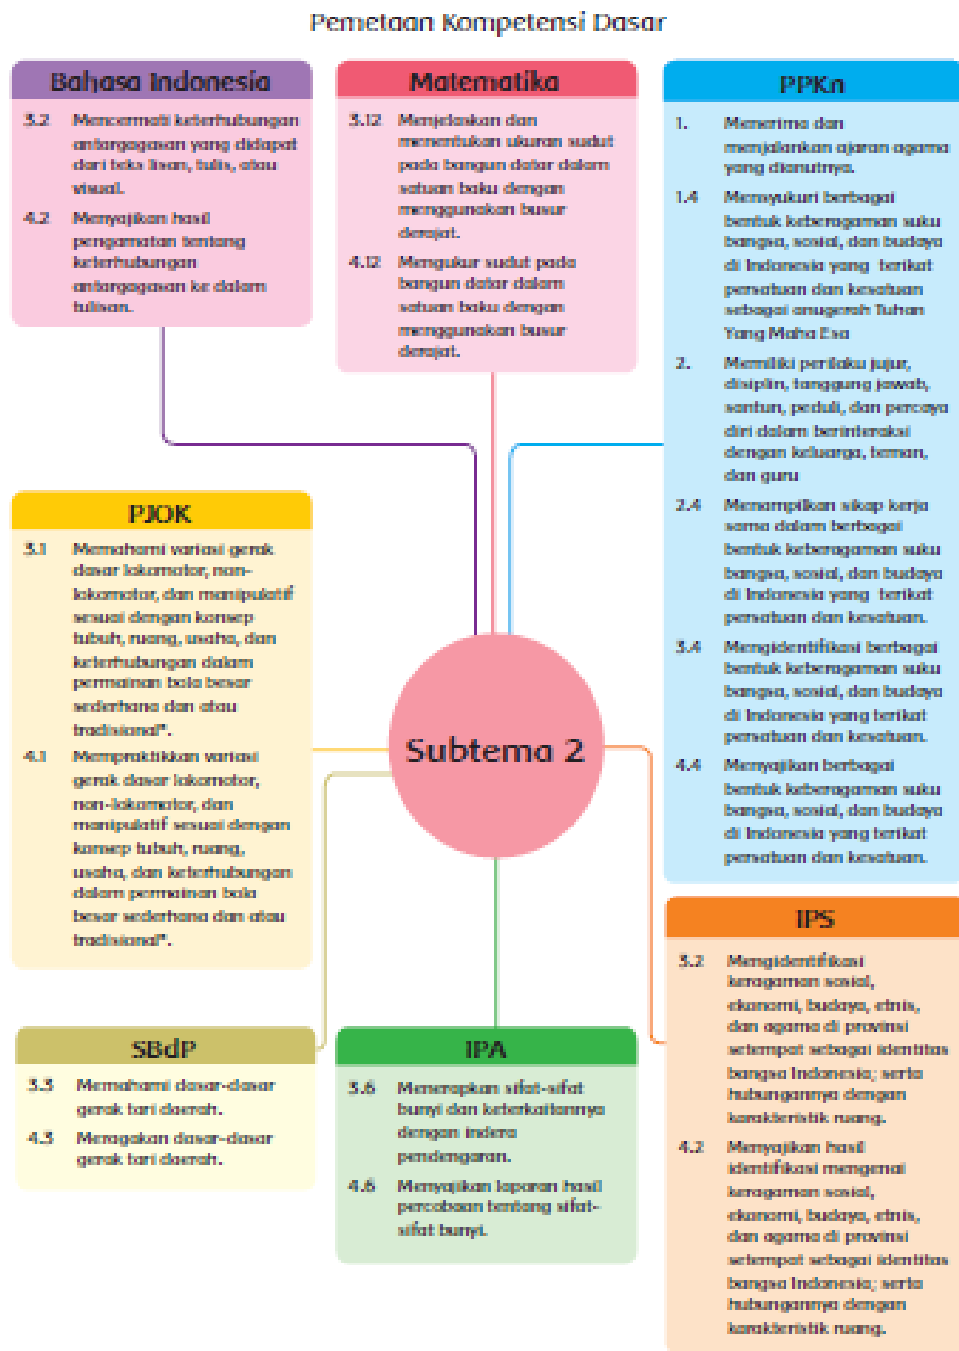 Pemetaan Kompetensi Dasar
Bahasa Indonesia
3.2 Mencermati keterhubungan
antargagasan yang didapat
dari teks lisan, tulis, atau
visual.
4.2 Menyajikan hasil
pengamatan tentang
keterhubungan
antargagasan ke dalam
tulisan.
Matematika
3.12 Menjelaskan dan
menentukan ukuran sudut
pada bangun datar dalam
satuan baku dengan
menggunakan busur
derajat.
4.12 Mengukur sudut pada
bangun datar dalam
satuan baku dengan
menggunakan busur
derajat.
PPKn
1. Menerima dan
menjalankan ajaran agama
yang dianutnya.
1.4 Mensyukuri berbagai
bentuk keberagaman suku
bangsa, sosial, dan budaya
di Indonesia yang terikat
persatuan dan kesatuan
sebagai anugerah Tuhan
Yang Maha Esa
2. Memiliki perilaku jujur,
disiplin, tanggung jawab,
santun, peduli, dan percaya
diri dalam berinteraksi
dengan keluarga, teman,
dan guru
2.4 Menampilkan sikap kerja
sama dalam berbagai
bentuk keberagaman suku
bangsa, sosial, dan budaya
di Indonesia yang terikat
persatuan dan kesatuan.
3.4 Mengidentifikasi berbagai
bentuk keberagaman suku
bangsa, sosial, dan budaya
di Indonesia yang terikat
persatuan dan kesatuan.
4.4 Menyajikan berbagai
bentuk keberagaman suku
bangsa, sosial, dan budaya
di Indonesia yang terikat
persatuan dan kesatuan.
PJOK
3.1 Memahami variasi gerak
dasar lokomotor, non-
lokomotor, dan manipulatif
sesuai dengan konsep
tubuh, ruang, usaha, dan
keterhubungan dalam
permainan bola besar
sederhana dan atau
tradisional*.
4.1 Mempraktikkan variasi
gerak dasar lokomotor,
non-lokomotor, dan
manipulatif sesuai dengan
konsep tubuh, ruang,
usaha, dan keterhubungan
dalam permainan bola
besar sederhana dan atau
tradisional*.
Subtema 2
SBdP
3.3 Memahami dasar-dasar
gerak tari daerah.
4.3 Meragakan dasar-dasar
gerak tari daerah.
IPA
3.6 Menerapkan sifat-sifat
bunyi dan keterkaitannya
dengan indera
pendengaran.
4.6 Menyajikan laporan hasil
percobaan tentang sifat-
sifat bunyi.
IPS
3.2 Mengidentifikasi
keragaman sosial,
ekonomi, budaya, etnis,
dan agama di provinsi
setempat sebagai identitas
bangsa Indonesia; serta
hubungannya dengan
karakteristik ruang.
4.2 Menyajikan hasil
identifikasi mengenai
keragaman sosial,
ekonomi, budaya, etnis,
dan agama di provinsi
setempat sebagai identitas
bangsa Indonesia; serta
hubungannya dengan
karakteristik ruang.